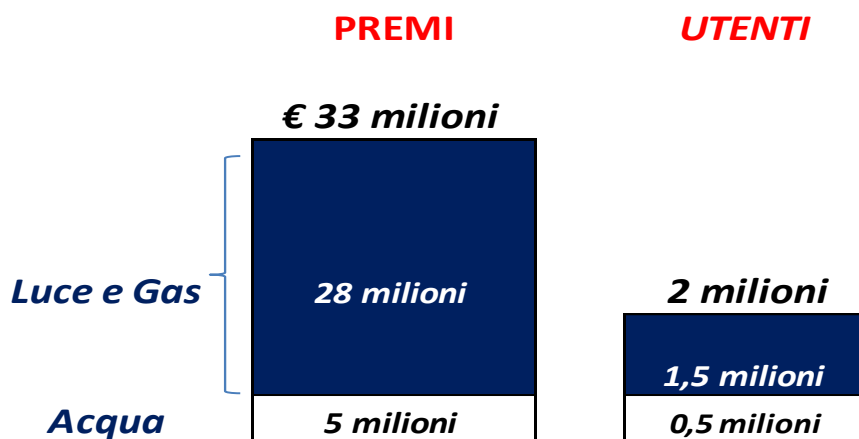 PREMI UTENTI
€ 33 milioni
Luce e Gas 28 milioni 2 milioni
1,5 milioni
Acqua 5 milioni 0,5 milioni